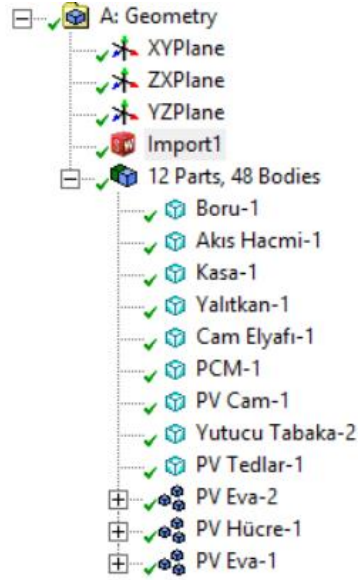 A: Geometry
XYPlane
ZXPlane
YZPlane
Import1
12 Parts, 48 Bodies
Boru-1
Akıs Hacmi-1
Kasa-1
Yalıtkan-1
Cam Elyafı-1
PCM-1
PV Cam-1
Yutucu Tabaka-2
PV Tedlar-1
PV Eva-2
PV Hücre-1
PV Eva-1